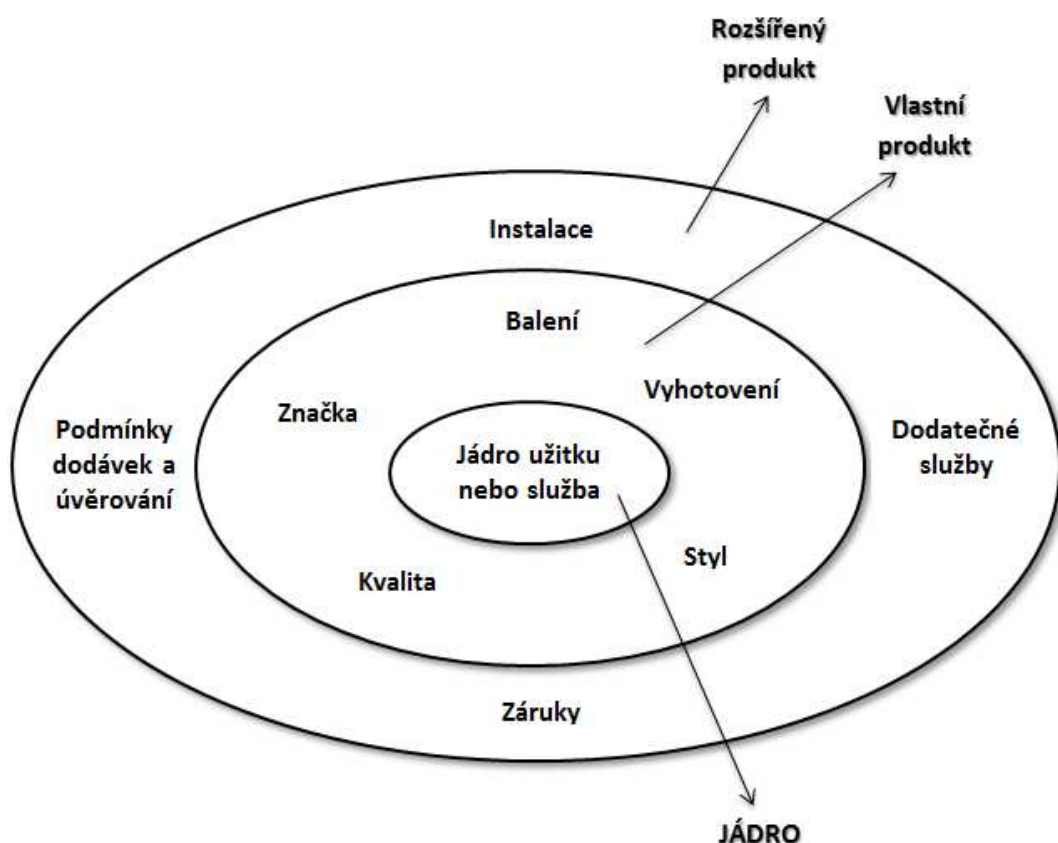 Rozšířený
produkt
Vlastní
produkt
Instalace
Balení
Vyhotovení
Značka
Podmínky
dodávek a
úvěrování
Jádro užitku
nebo služba
Dodatečné
služby
Styl
Kvalita
Záruky
JÁDRO